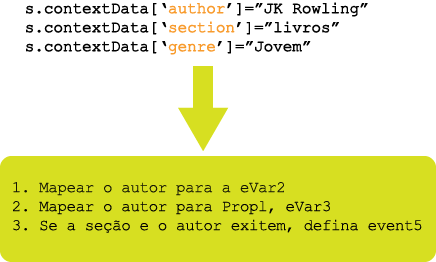 s.contextData[‘author’]=”JK Rowling”
s.contextData[‘section’]=”livros”
s.contextData[‘genre’]=”Jovem”
1. Mapear o autor para a eVar2
2. Mapear o autor para Propl, eVar3
3. Se a seção e o autor exitem, defina event5